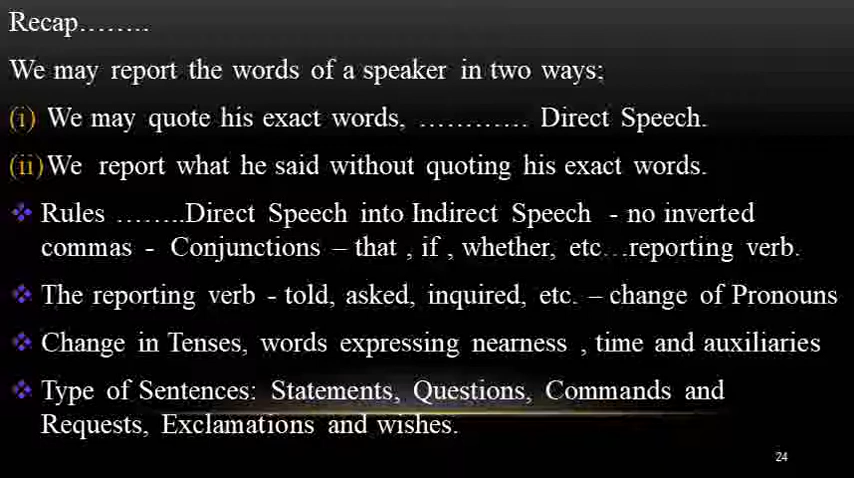 Recap........
We may report the words of a speaker in two ways;
(i) We may quote his exact words, ............ Direct Speech.
(ii) We report what he said without quoting his exact words.
❖ Rules ........Direct Speech into Indirect Speech - no inverted
commas - Conjunctions – that , if , whether, etc...reporting verb.
❖ The reporting verb - told, asked, inquired, etc. – change of Pronouns
❖ Change in Tenses, words expressing nearness , time and auxiliaries
❖ Type of Sentences: Statements, Questions, Commands and
Requests, Exclamations and wishes.
24